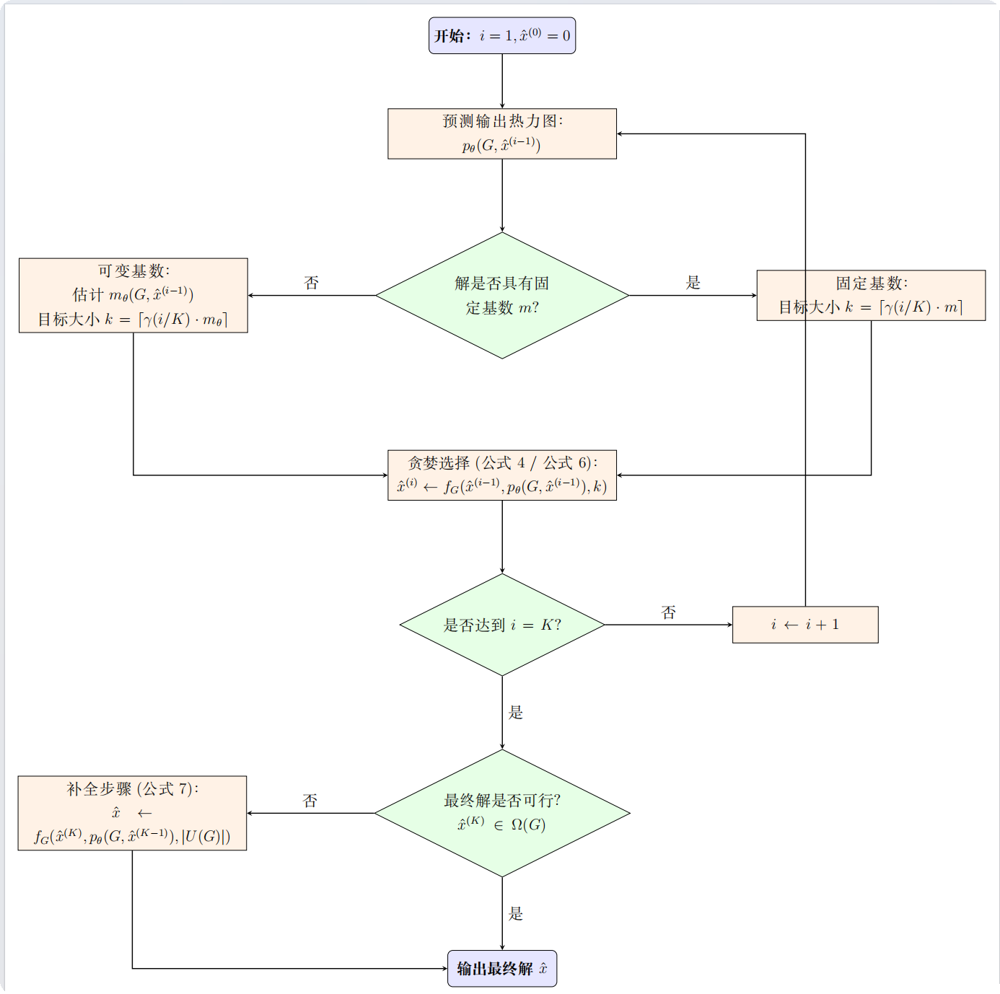 开始：$i = 1, \hat{x}^{(0)} = 0$
预测输出热力图：
$p_\theta(G, \hat{x}^{(i-1)})$
可变基数：
估计 $m_\theta(G, \hat{x}^{(i-1)})$
目标大小 $k = \lceil \gamma(i/K) \cdot m_\theta \rceil$
否
解是否具有固
定基数 $m$?
是
固定基数：
目标大小 $k = \lceil \gamma(i/K) \cdot m \rceil$
贪婪选择 (公式 4 / 公式 6)：
$\hat{x}^{(i)} \leftarrow f_G(\hat{x}^{(i-1)}, p_\theta(G, \hat{x}^{(i-1)}), k)$
是否达到 $i = K$?
否
$i \leftarrow i + 1$
是
补全步骤 (公式 7)：
$\hat{x} \leftarrow$
$f_G(\hat{x}^{(K)}, p_\theta(G, \hat{x}^{(K-1)}), |U(G)|)$
否
最终解是否可行?
$\hat{x}^{(K)} \in \Omega(G)$
是
输出最终解 $\hat{x}$